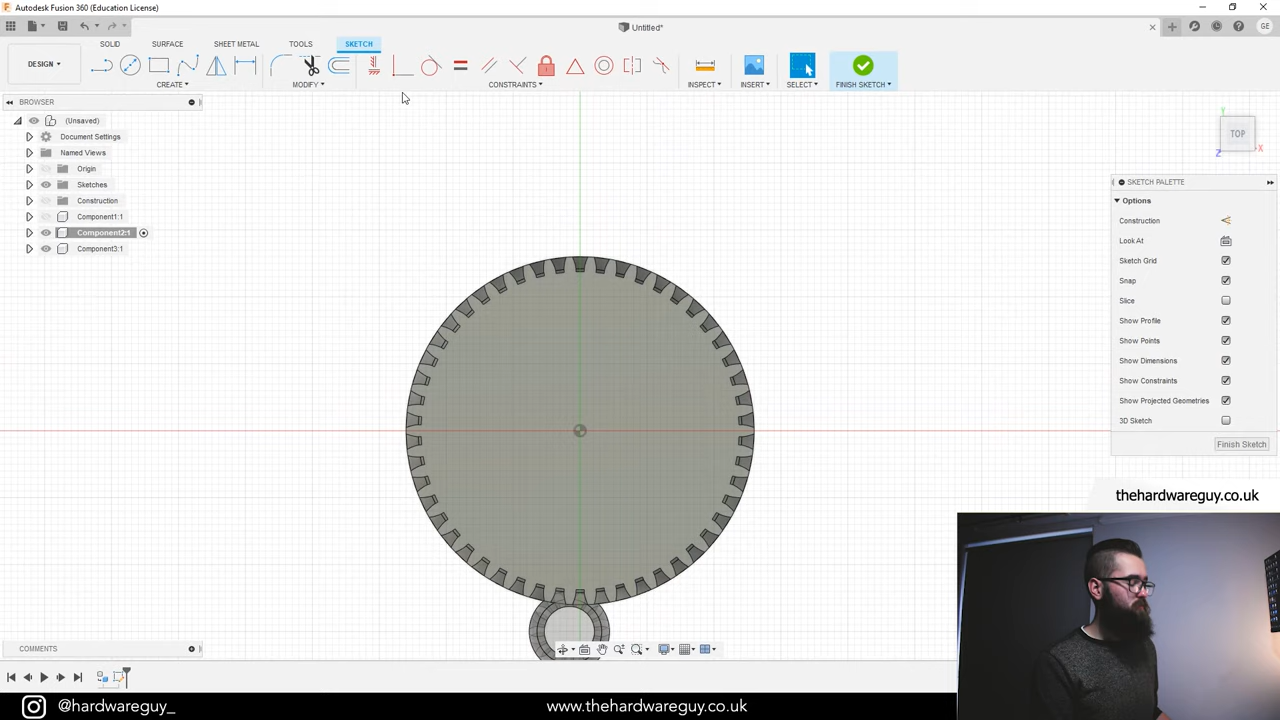 Autodesk Fusion 360 (Education License)
Untitled*
GE
DESIGN
SOLID
SURFACE
SHEET METAL
TOOLS
SKETCH
CREATE
MODIFY
CONSTRAINTS
INSPECT
INSERT
SELECT
FINISH SKETCH
BROWSER
(Unsaved)
Document Settings
Named Views
Origin
Sketches
Construction
Component1:1
Component2:1
Component3:1
TOP
Y
X
Z
SKETCH PALETTE
Options
Construction
Look At
Sketch Grid
Snap
Slice
Show Profile
Show Points
Show Dimensions
Show Constraints
Show Projected Geometries
3D Sketch
Finish Sketch
thehardwareguy.co.uk
COMMENTS
@hardwareguy_
www.thehardwareguy.co.uk